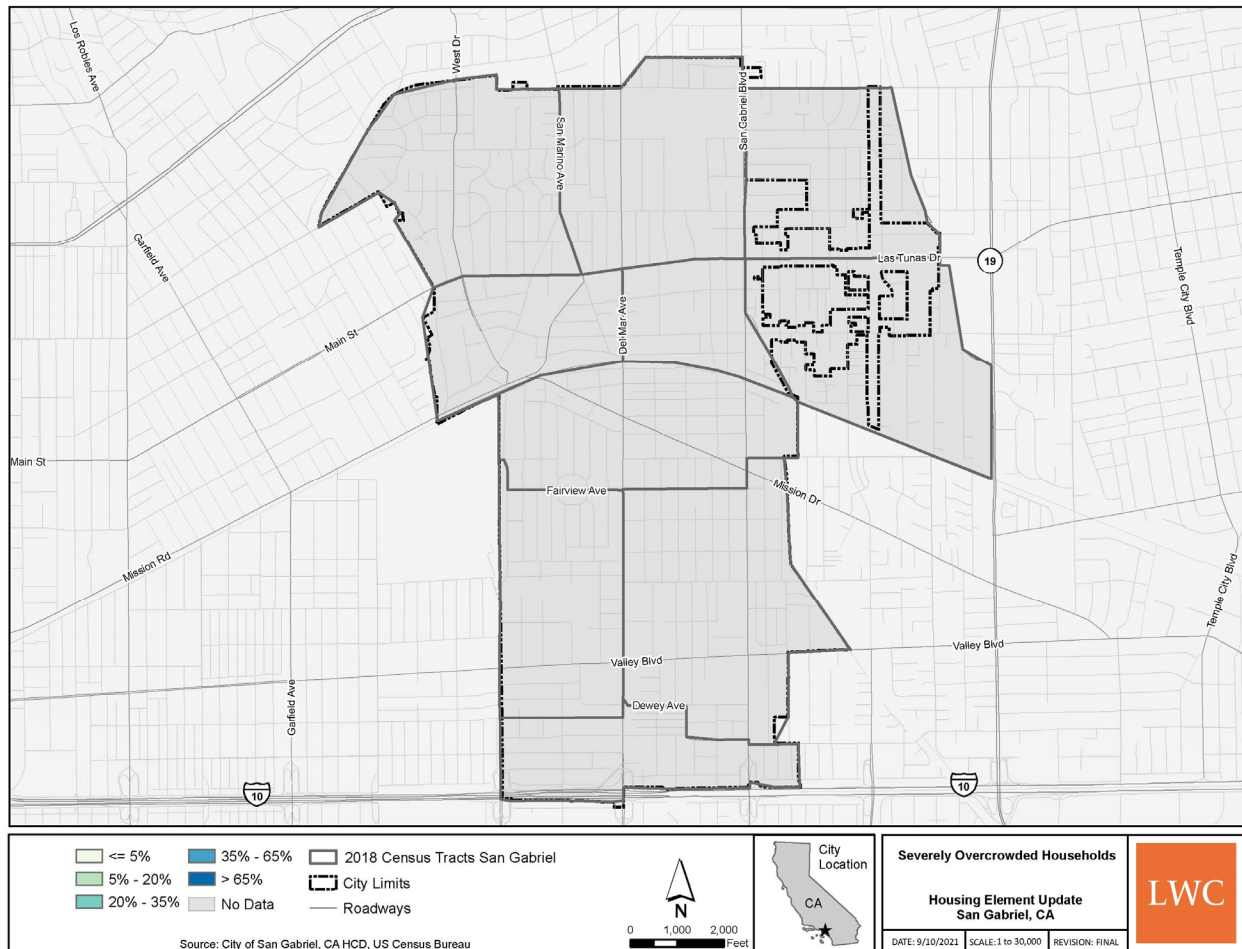 Los Robles Ave
West Dr
San Marino Ave
San Gabriel Blvd
Garfield Ave
Las Tunas Dr
19
Temple City Blvd
Del Mar Ave
Main St
Main St
Fairview Ave
Mission Dr
Mission Rd
Temple City Blvd
Valley Blvd
Valley Blvd
Dewey Ave
Garfield Ave
10
10
<= 5%
5% - 20%
20% - 35%
35% - 65%
> 65%
No Data
2018 Census Tracts San Gabriel
City Limits
Roadways
Source: City of San Gabriel, CA HCD, US Census Bureau
N
0 1,000 2,000
Feet
City
Location
CA
Severely Overcrowded Households
Housing Element Update
San Gabriel, CA
DATE: 9/10/2021 SCALE:1 to 30,000 REVISION: FINAL
LWC